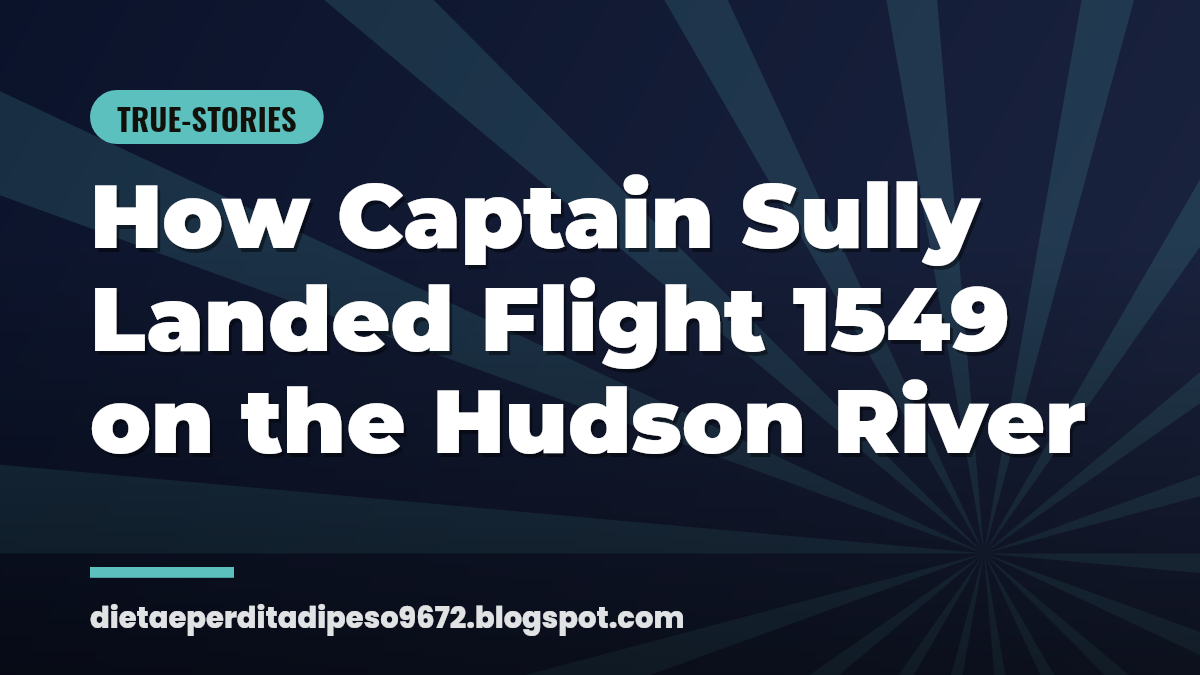 TRUE-STORIES
How Captain Sully
Landed Flight 1549
on the Hudson River
dietaeperditadipeso9672.blogspot.com